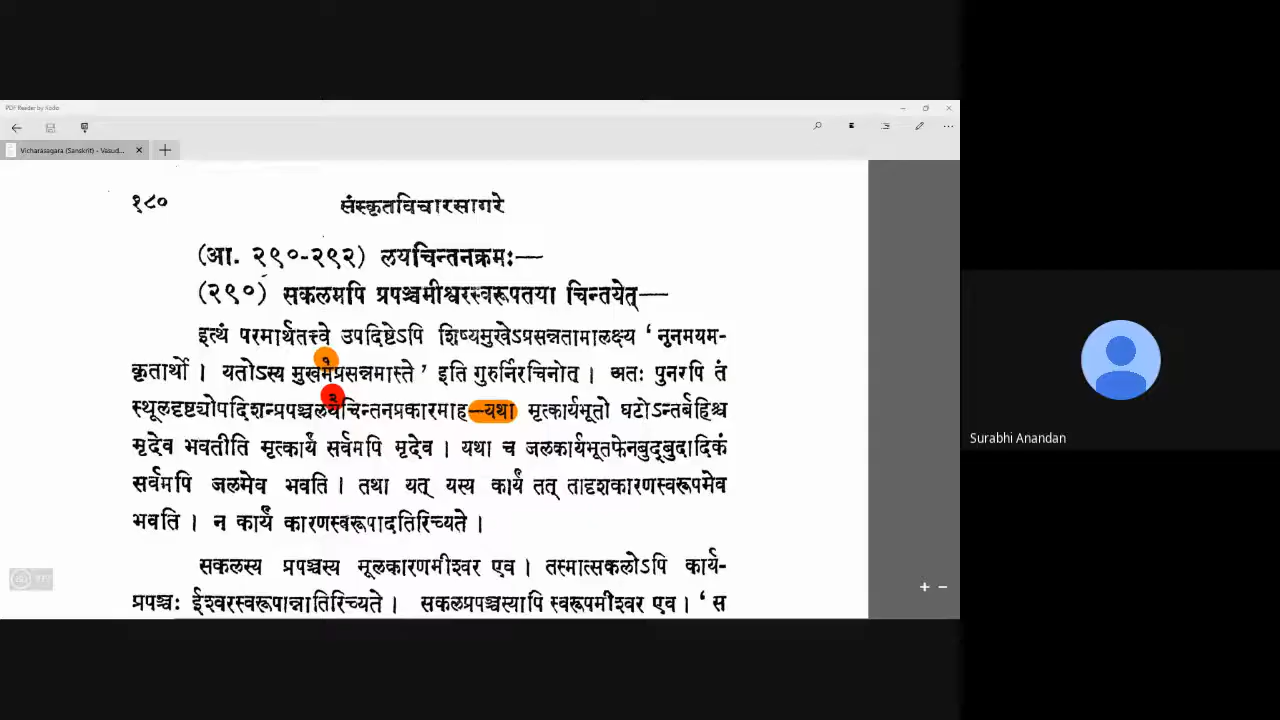 PDF Reader by Xodo
Vicharasagara (Sanskrit) - Vasud...
१८०
संस्कृतविचारसागरे
(आ. २९०-२९२) लयचिन्तनक्रमः—
(२९०) सकलमपि प्रपञ्चमीश्वरस्वरूपतया चिन्तयेत्—
इत्थं परमार्थतत्त्वे उपदिष्टेऽपि शिष्यमुखेऽप्रसन्नतामालक्ष्य ‘ नूनमयम-
कृतार्थो । यतोऽस्य मुखमप्रसन्नमास्ते ’ इति गुरुर्निरचिनोत् । अतः पुनरपि तं
स्थूलदृष्ट्योपदिशन्प्रपञ्चलयचिन्तनप्रकारमाह—यथा मृत्कार्यभूतो घटोऽन्तर्बहिश्च
मृदेव भवतीति मृत्कार्यं सर्वमपि मृदेव । यथा च जलकार्यभूतफेनबुद्बुदादिकं
सर्वमपि जलमेव भवति । तथा यत् यस्य कार्यं तत् तादृशकारणस्वरूपमेव
भवति । न कार्यं कारणस्वरूपादतिरिच्यते ।
सकलस्य प्रपञ्चस्य मूलकारणमीश्वर एव । तस्मात्सकलोऽपि कार्य-
प्रपञ्चः ईश्वरस्वरूपान्नातिरिच्यते । सकलप्रपञ्चस्यापि स्वरूपमीश्वर एव । ‘ स
१
२
Surabhi Anandan